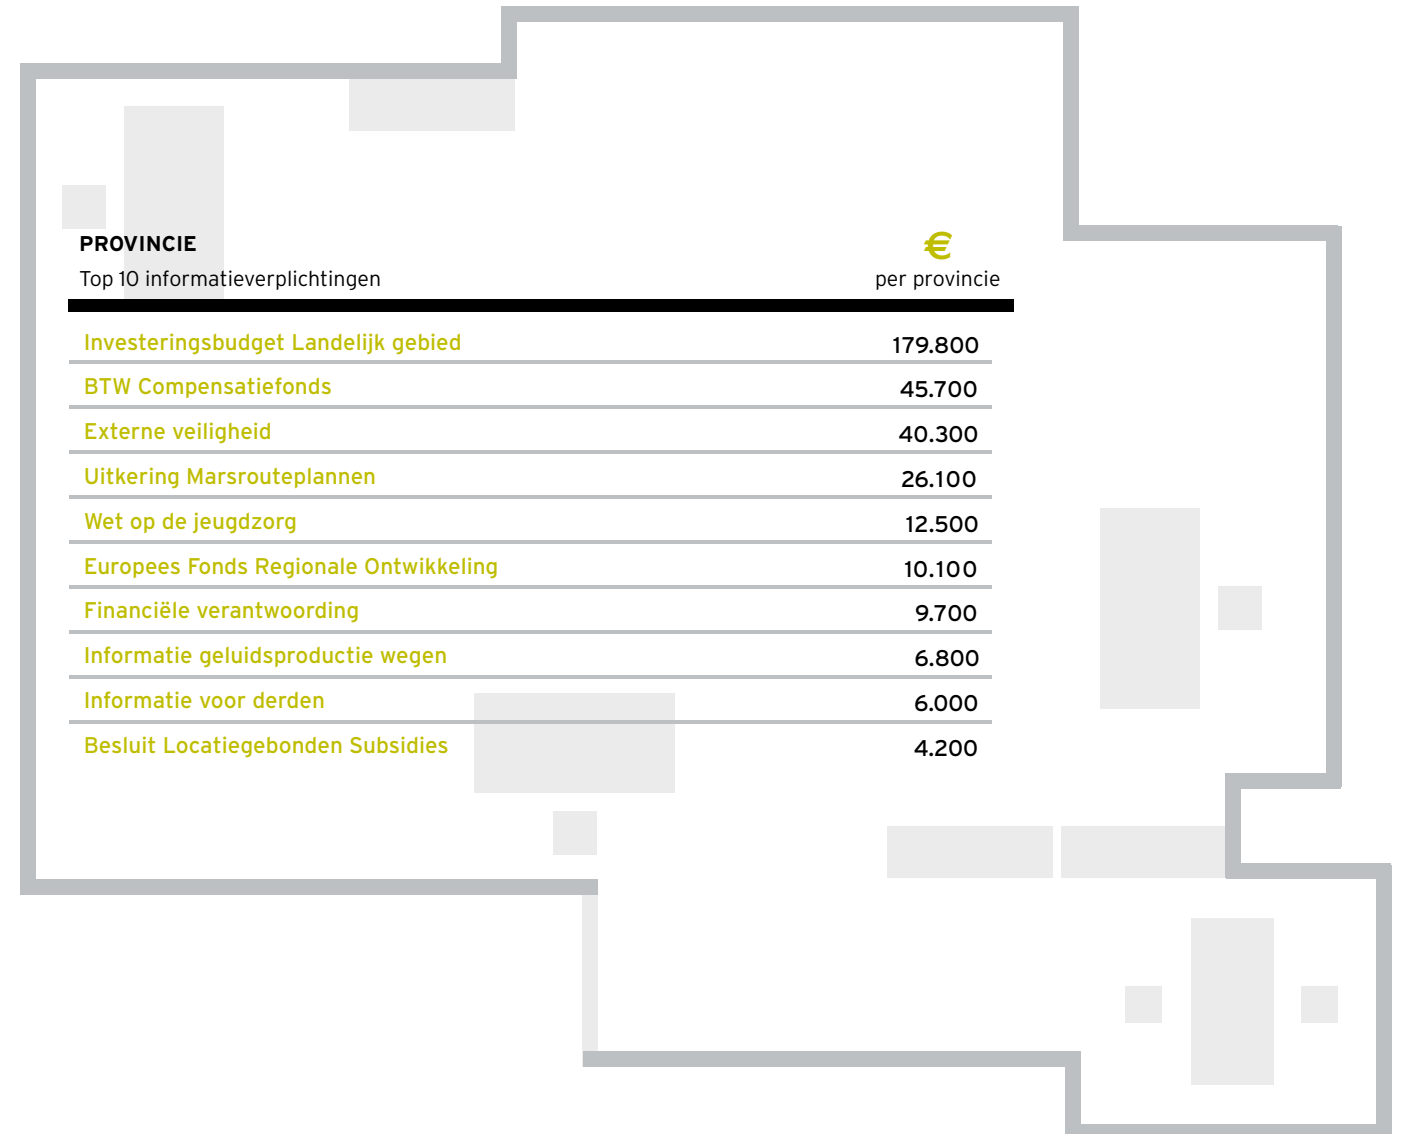 PROVINCIE €
Top 10 informatieverplichtingen per provincie
Investeringsbudget Landelijk gebied 179.800
BTW Compensatiefonds 45.700
Externe veiligheid 40.300
Uitkering Marsrouteplannen 26.100
Wet op de jeugdzorg 12.500
Europees Fonds Regionale Ontwikkeling 10.100
Financiële verantwoording 9.700
Informatie geluidsproductie wegen 6.800
Informatie voor derden 6.000
Besluit Locatiegebonden Subsidies 4.200